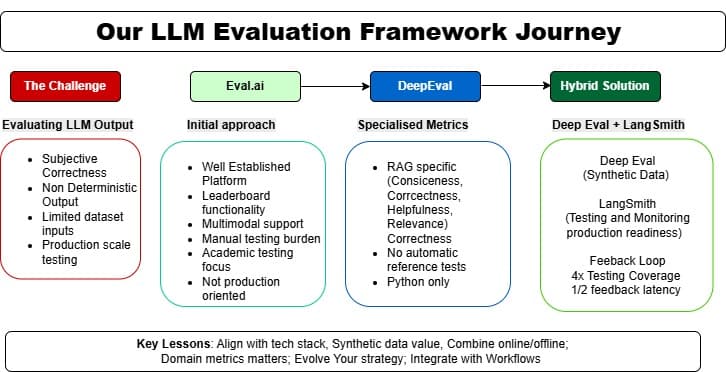 Our LLM Evaluation Framework Journey
The Challenge
Eval.ai
DeepEval
Hybrid Solution
Evaluating LLM Output
Initial approach
Specialised Metrics
Deep Eval + LangSmith
• Subjective
Correctness
• Non Deterministic
Output
• Limited dataset
inputs
• Production scale
testing
• Well Established
Platform
• Leaderboard
functionality
• Multimodal support
• Manual testing burden
• Academic testing
focus
• Not production
oriented
• RAG specific
(Consiceness,
Corrcectness,
Helpfulness,
Relevance)
Correctness
• No automatic
reference tests
• Python only
Deep Eval
(Synthetic Data)
LangSmith
(Testing and Monitoring
production readiness)
Feeback Loop
4x Testing Coverage
1/2 feedback latency
Key Lessons: Align with tech stack, Synthetic data value, Combine online/offline;
Domain metrics matters; Evolve Your strategy; Integrate with Workflows